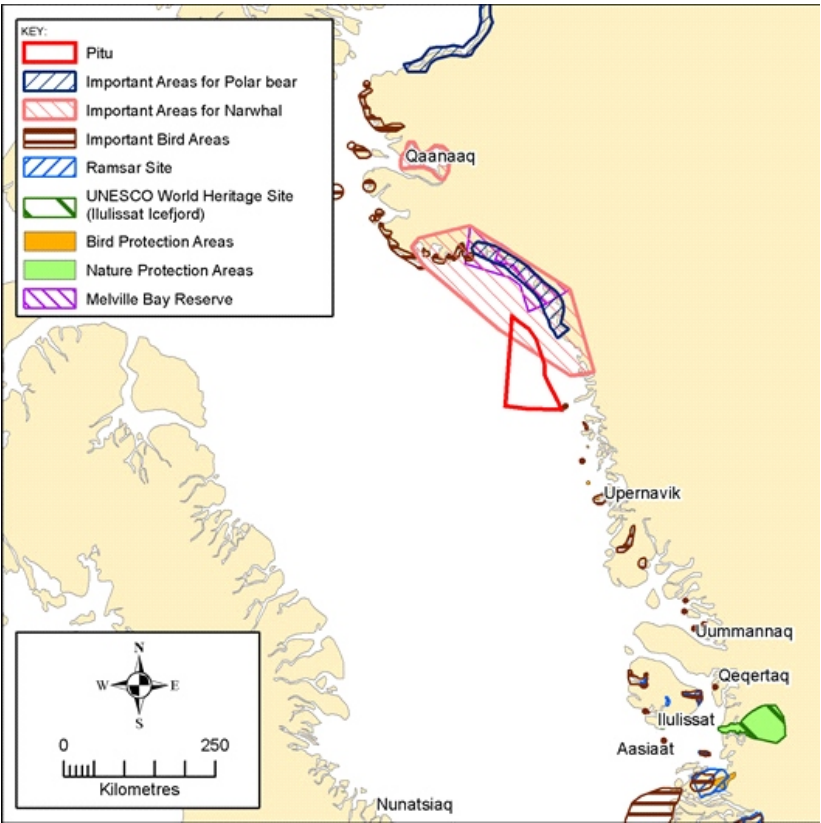 KEY:
Pitu
Important Areas for Polar bear
Important Areas for Narwhal
Important Bird Areas
Ramsar Site
UNESCO World Heritage Site
(Ilulissat Icefjord)
Bird Protection Areas
Nature Protection Areas
Melville Bay Reserve
Qaanaaq
Upernavik
Uummannaq
Qeqertaq
Ilulissat
Aasiaat
Nunatsiaq
N
W E
S
0 250
Kilometres